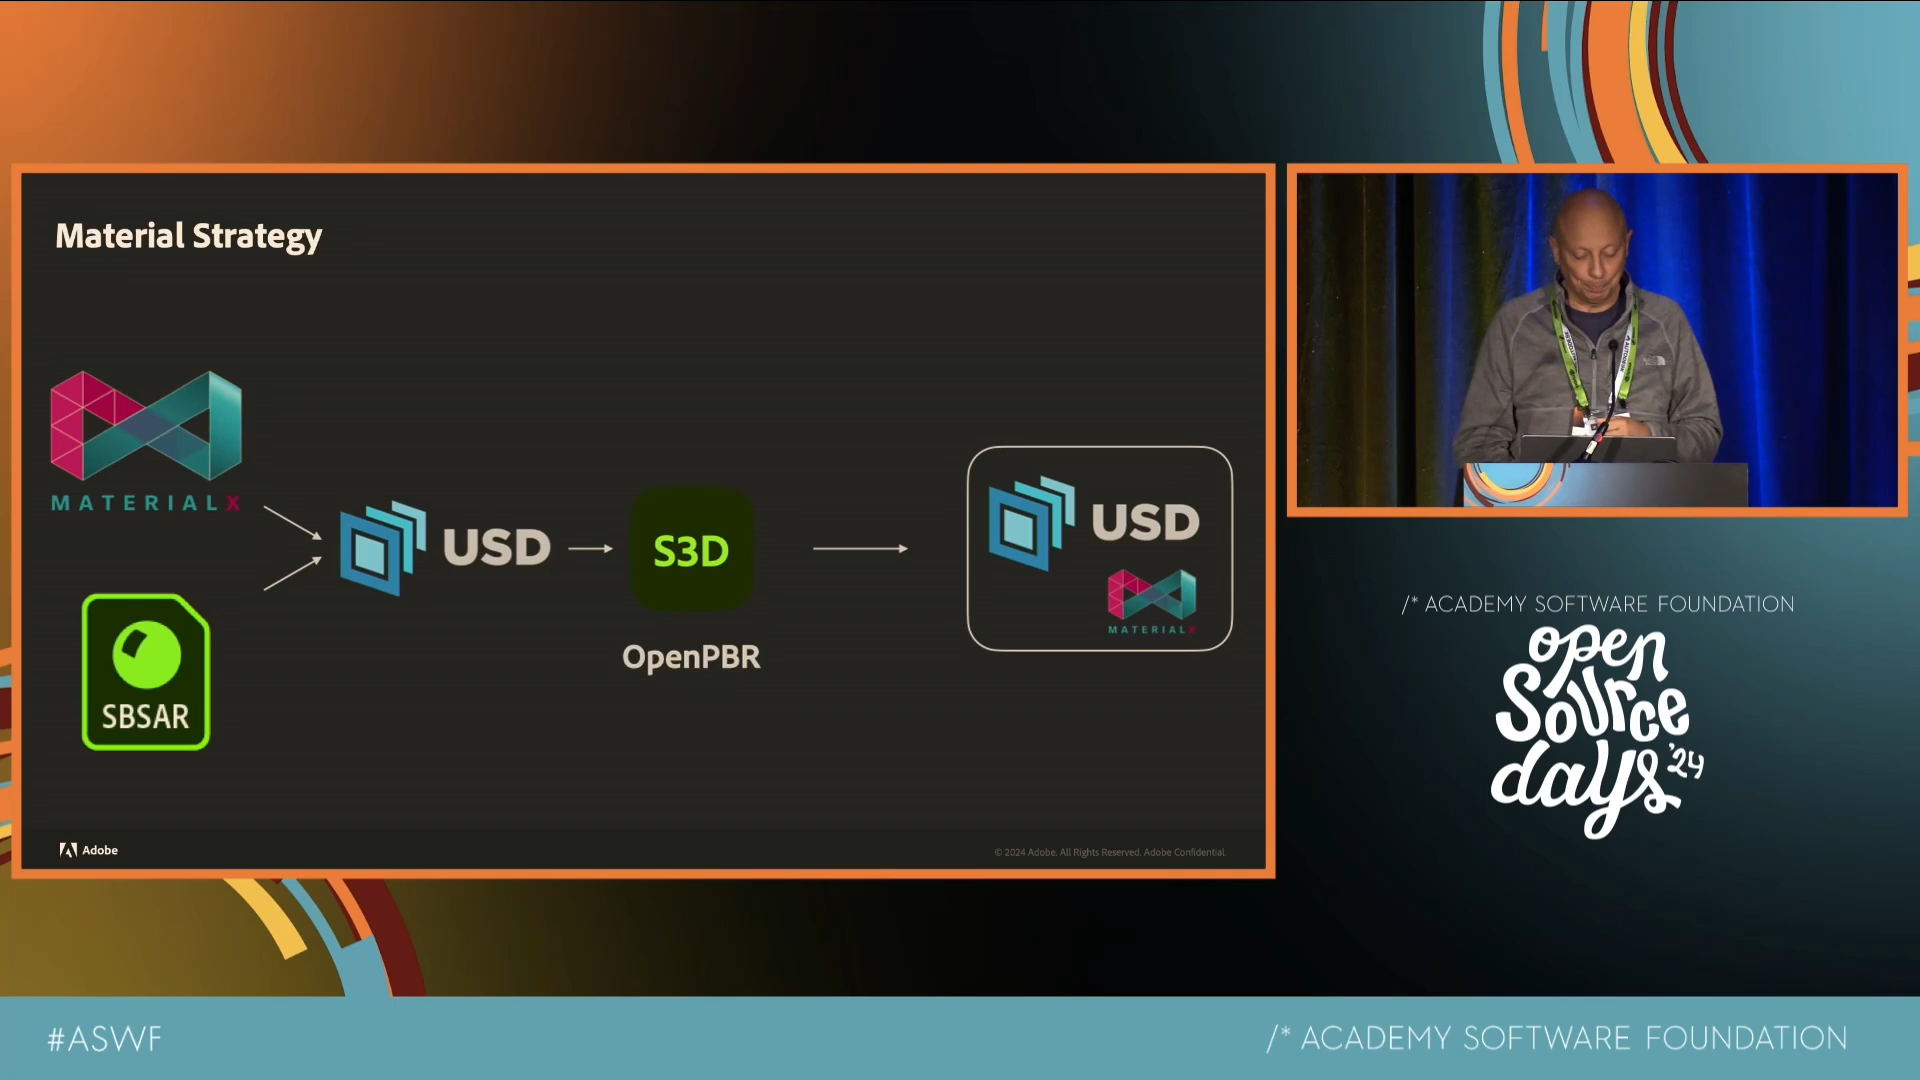 Material Strategy
MATERIALX
SBSAR
USD
S3D
OpenPBR
USD
MATERIALX
Adobe
© 2024 Adobe. All Rights Reserved. Adobe Confidential.
/* ACADEMY SOFTWARE FOUNDATION
open
source
days '24
#ASWF
/* ACADEMY SOFTWARE FOUNDATION